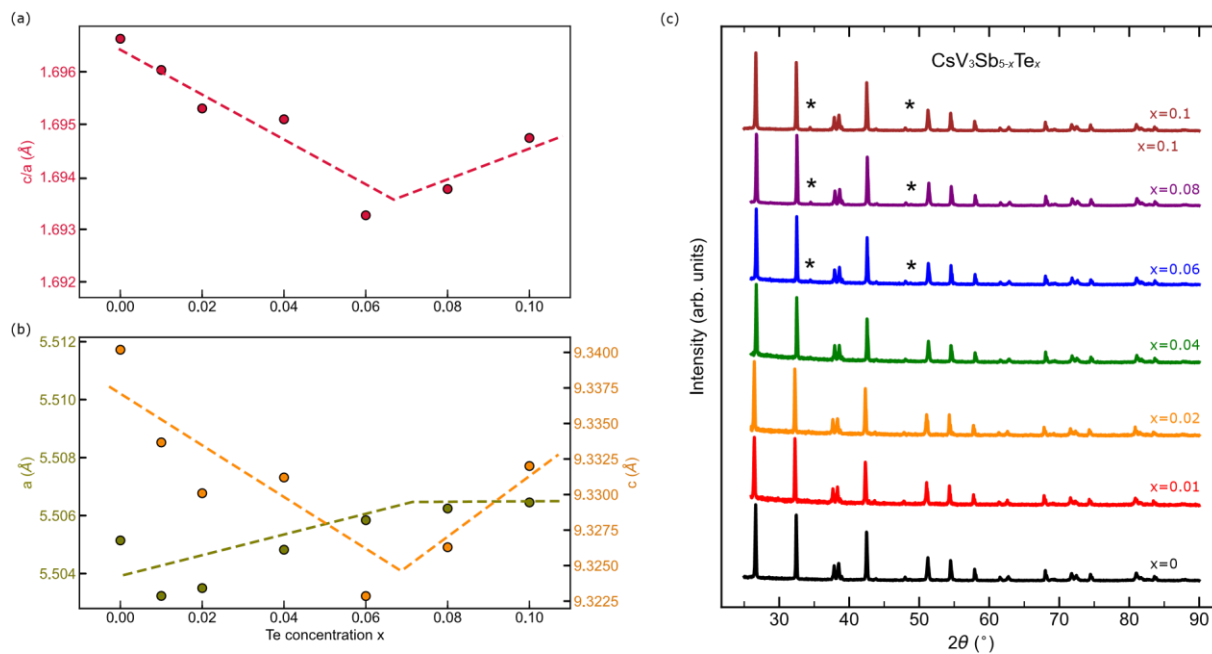 (a)
1.696
1.695
1.694
1.693
1.692
c/a (Å)
0.00 0.02 0.04 0.06 0.08 0.10
(b)
5.512
5.510
5.508
5.506
5.504
a (Å)
9.3400
9.3375
9.3350
9.3325
9.3300
9.3275
9.3250
9.3225
c (Å)
0.00 0.02 0.04 0.06 0.08 0.10
Te concentration x
(c)
CsV₃Sb₅₋ₓTeₓ
* *
x=0.1
x=0.1
* *
x=0.08
* *
x=0.06
x=0.04
x=0.02
x=0.01
x=0
Intensity (arb. units)
30 40 50 60 70 80 90
2θ (°)